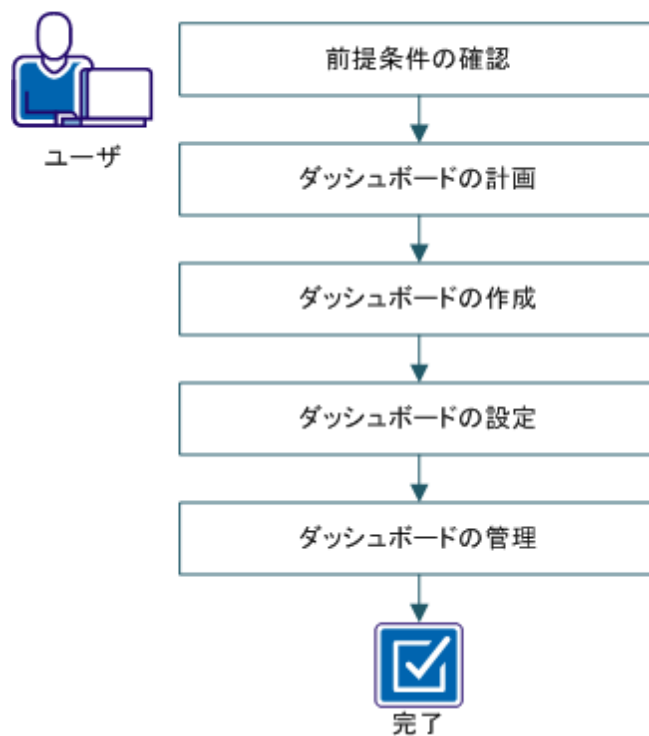 前提条件の確認
ユーザ
ダッシュボードの計画
ダッシュボードの作成
ダッシュボードの設定
ダッシュボードの管理
完了